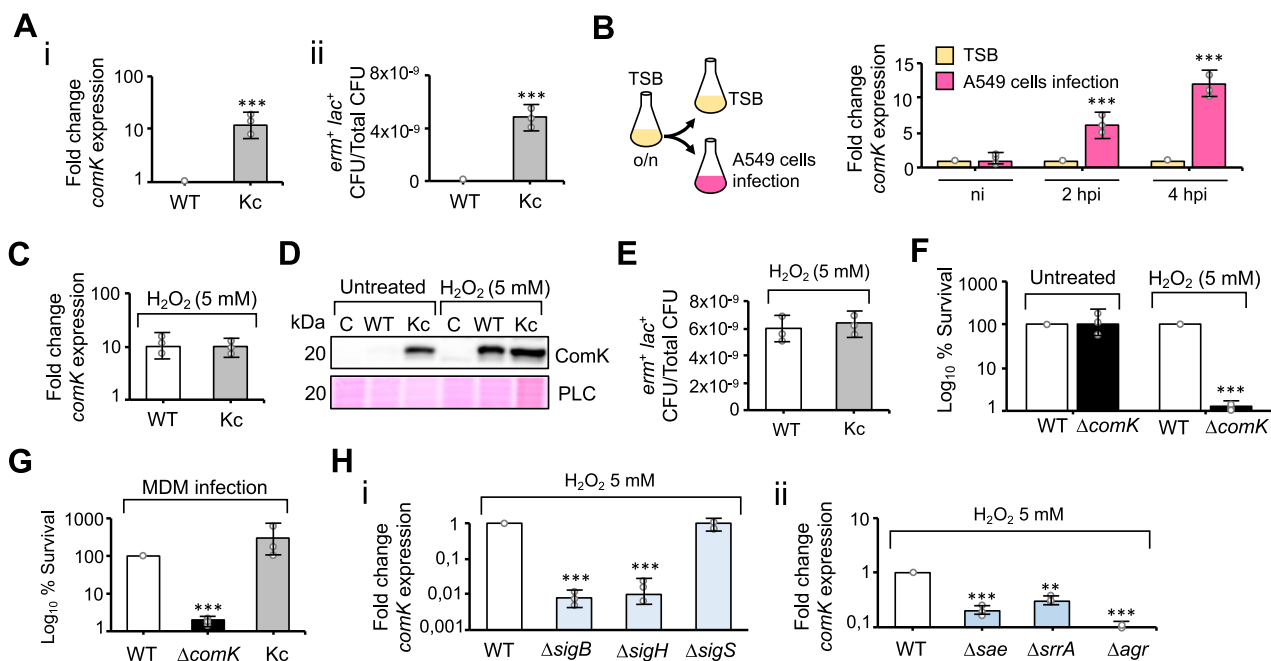 A
i
Fold change
comK expression
100
10
1
***
WT
Kc
ii
erm⁺ lac⁺
CFU/Total CFU
8x10⁻⁹
4x10⁻⁹
0
***
WT
Kc
B
TSB
o/n
TSB
A549 cells
infection
TSB
A549 cells infection
Fold change
comK expression
15
10
5
0
***
***
ni
2 hpi
4 hpi
C
Fold change
comK expression
100
10
1
H₂O₂ (5 mM)
WT
Kc
D
Untreated
H₂O₂ (5 mM)
kDa
C
WT
Kc
C
WT
Kc
20
ComK
20
PLC
E
erm⁺ lac⁺
CFU/Total CFU
8x10⁻⁹
6x10⁻⁹
4x10⁻⁹
2x10⁻⁹
0
H₂O₂ (5 mM)
WT
Kc
F
Log₁₀ % Survival
1000
100
10
1
Untreated
H₂O₂ (5 mM)
***
WT
ΔcomK
WT
ΔcomK
G
Log₁₀ % Survival
1000
100
10
1
MDM infection
***
WT
ΔcomK
Kc
H
i
Fold change
comK expression
1
0,1
0,01
0,001
H₂O₂ 5 mM
***
***
WT
ΔsigB
ΔsigH
ΔsigS
ii
Fold change
comK expression
10
1
0,1
H₂O₂ 5 mM
***
**
***
WT
Δsae
ΔsrrA
Δagr